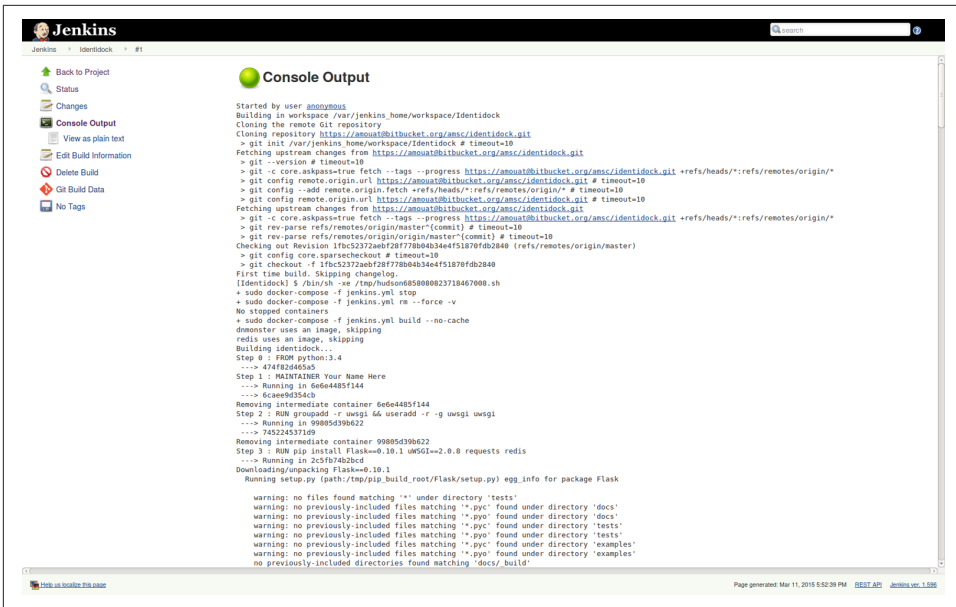 Jenkins
search
Jenkins
Identidock
#1
Back to Project
Status
Changes
Console Output
View as plain text
Edit Build Information
Delete Build
Git Build Data
No Tags
Console Output
Started by user anonymous
Building in workspace /var/jenkins_home/workspace/Identidock
Cloning the remote Git repository
Cloning repository https://amouat@bitbucket.org/amsc/identidock.git
> git init /var/jenkins_home/workspace/Identidock # timeout=10
Fetching upstream changes from https://amouat@bitbucket.org/amsc/identidock.git
> git --version # timeout=10
> git -c core.askpass=true fetch --tags --progress https://amouat@bitbucket.org/amsc/identidock.git +refs/heads/*:refs/remotes/origin/*
> git config remote.origin.url https://amouat@bitbucket.org/amsc/identidock.git # timeout=10
> git config --add remote.origin.fetch +refs/heads/*:refs/remotes/origin/* # timeout=10
> git config remote.origin.url https://amouat@bitbucket.org/amsc/identidock.git # timeout=10
Fetching upstream changes from https://amouat@bitbucket.org/amsc/identidock.git
> git -c core.askpass=true fetch --tags --progress https://amouat@bitbucket.org/amsc/identidock.git +refs/heads/*:refs/remotes/origin/*
> git rev-parse refs/remotes/origin/master^{commit} # timeout=10
> git rev-parse refs/remotes/origin/origin/master^{commit} # timeout=10
Checking out Revision 1fbc52372aebf28f778b04b34e4f51870fdb2840 (refs/remotes/origin/master)
> git config core.sparsecheckout # timeout=10
> git checkout -f 1fbc52372aebf28f778b04b34e4f51870fdb2840
First time build. Skipping changelog.
[Identidock] $ /bin/sh -xe /tmp/hudson6858080823718467008.sh
+ sudo docker-compose -f jenkins.yml stop
+ sudo docker-compose -f jenkins.yml rm --force -v
No stopped containers
+ sudo docker-compose -f jenkins.yml build --no-cache
dnmonster uses an image, skipping
redis uses an image, skipping
Building identidock...
Step 0 : FROM python:3.4
---> 474f82d465a5
Step 1 : MAINTAINER Your Name Here
---> Running in 6e6e4485f144
---> 6caee9d354cb
Removing intermediate container 6e6e4485f144
Step 2 : RUN groupadd -r uwsgi && useradd -r -g uwsgi uwsgi
---> Running in 99805d39b622
---> 7452245371d9
Removing intermediate container 99805d39b622
Step 3 : RUN pip install Flask==0.10.1 uWSGI==2.0.8 requests redis
---> Running in 2c5fb74b2bcd
Downloading/unpacking Flask==0.10.1
Running setup.py (path:/tmp/pip_build_root/Flask/setup.py) egg_info for package Flask
warning: no files found matching '*' under directory 'tests'
warning: no previously-included files matching '*.pyc' found under directory 'docs'
warning: no previously-included files matching '*.pyo' found under directory 'docs'
warning: no previously-included files matching '*.pyc' found under directory 'tests'
warning: no previously-included files matching '*.pyo' found under directory 'tests'
warning: no previously-included files matching '*.pyc' found under directory 'examples'
warning: no previously-included files matching '*.pyo' found under directory 'examples'
no previously-included directories found matching 'docs/_build'
Help us localize this page
Page generated: Mar 11, 2015 5:52:39 PM
REST API
Jenkins ver. 1.596